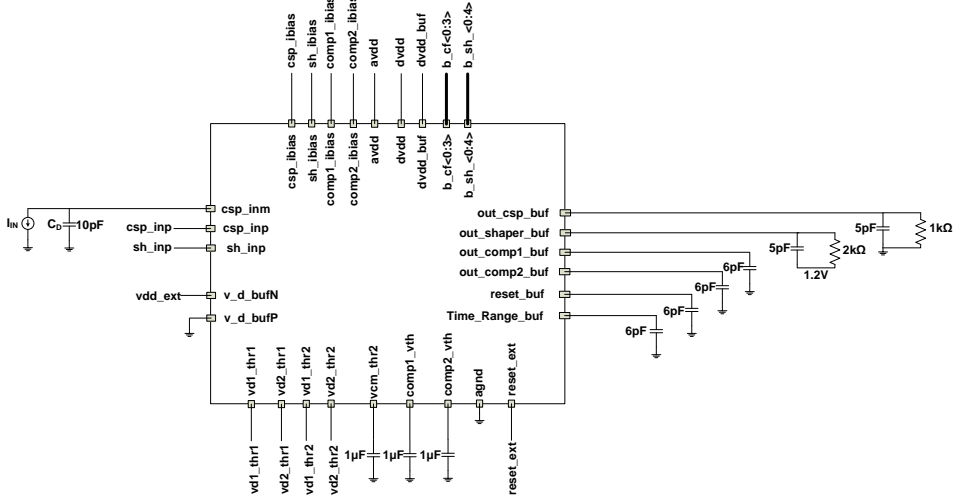 csp_ibias
sh_ibias
comp1_ibias
comp2_ibias
avdd
dvdd
dvdd_buf
b_cf<0:3>
b_sh_<0:4>
csp_ibias
sh_ibias
comp1_ibias
comp2_ibias
avdd
dvdd
dvdd_buf
b_cf<0:3>
b_sh_<0:4>
IIN
CD
10pF
csp_inp
sh_inp
vdd_ext
csp_inm
csp_inp
sh_inp
v_d_bufN
v_d_bufP
out_csp_buf
out_shaper_buf
out_comp1_buf
out_comp2_buf
reset_buf
Time_Range_buf
5pF
1kΩ
5pF
2kΩ
1.2V
6pF
6pF
6pF
6pF
vd1_thr1
vd2_thr1
vd1_thr2
vd2_thr2
vcm_thr2
comp1_vth
comp2_vth
agnd
reset_ext
vd1_thr1
vd2_thr1
vd1_thr2
vd2_thr2
1µF
1µF
1µF
reset_ext